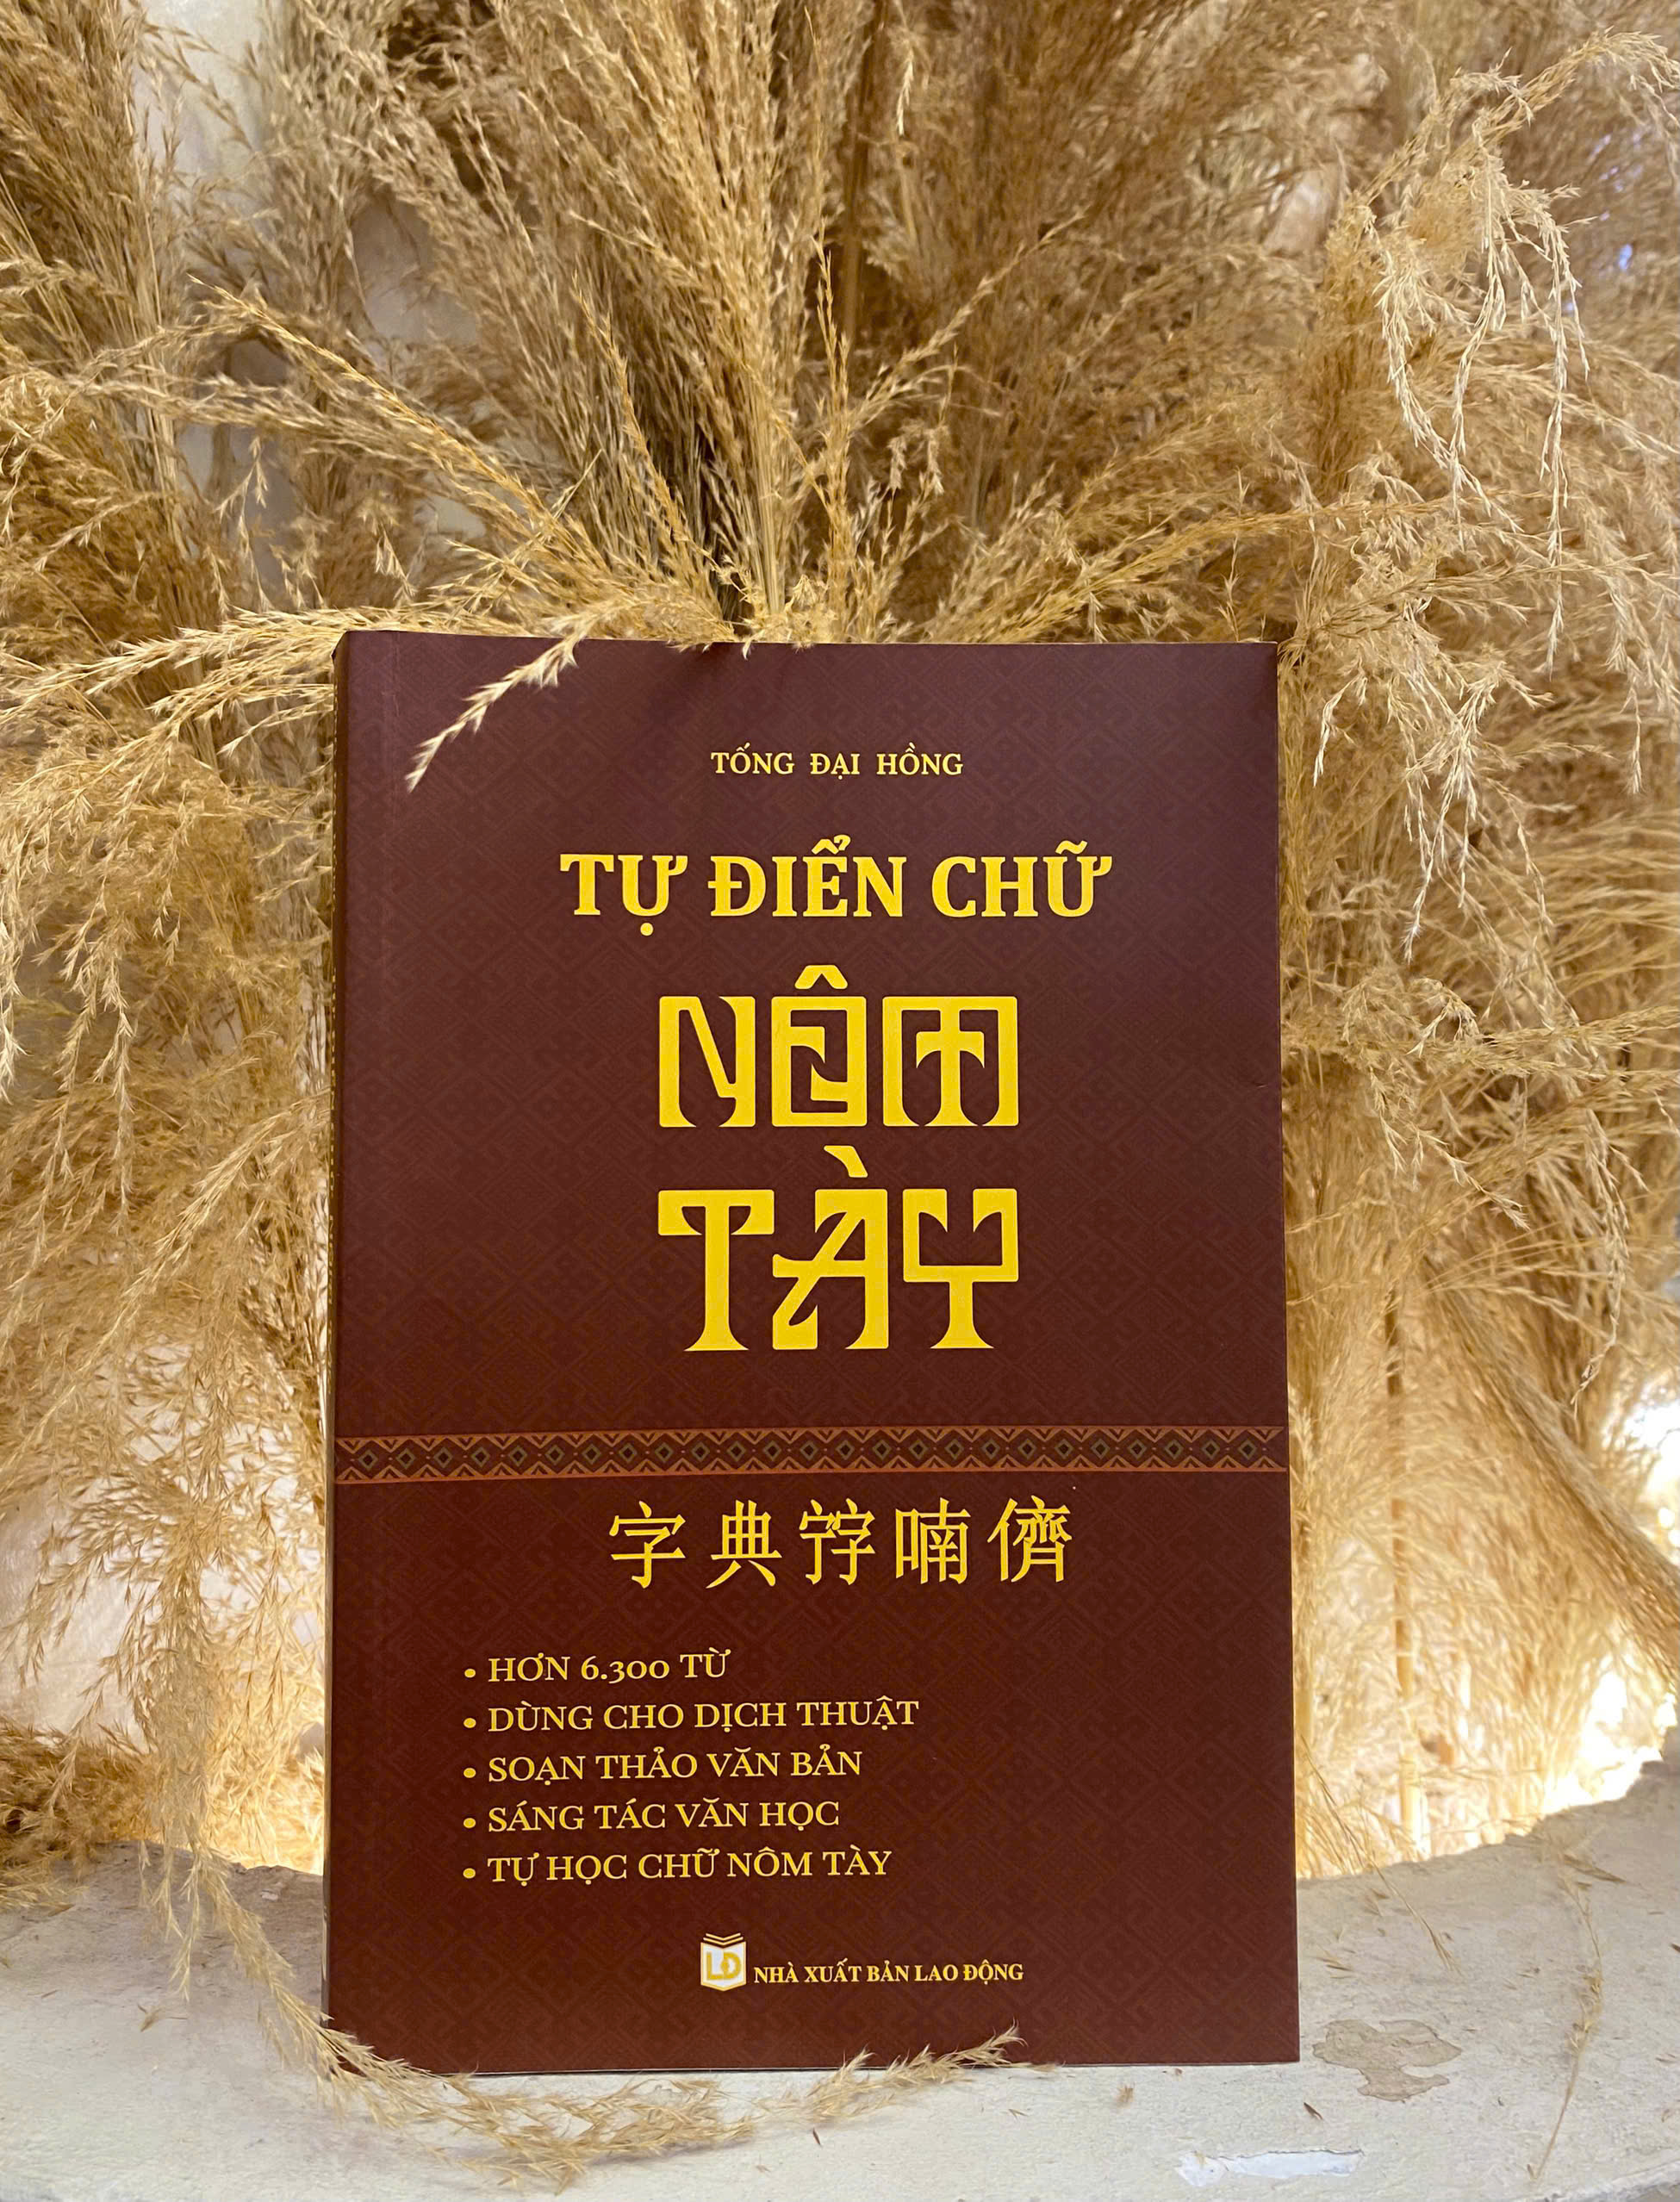 TỐNG ĐẠI HỒNG
TỰ ĐIỂN CHỮ
NÔM
TÀY
字典𡨸喃儕
• HƠN 6.300 TỪ
• DÙNG CHO DỊCH THUẬT
• SOẠN THẢO VĂN BẢN
• SÁNG TÁC VĂN HỌC
• TỰ HỌC CHỮ NÔM TÀY
LĐ NHÀ XUẤT BẢN LAO ĐỘNG